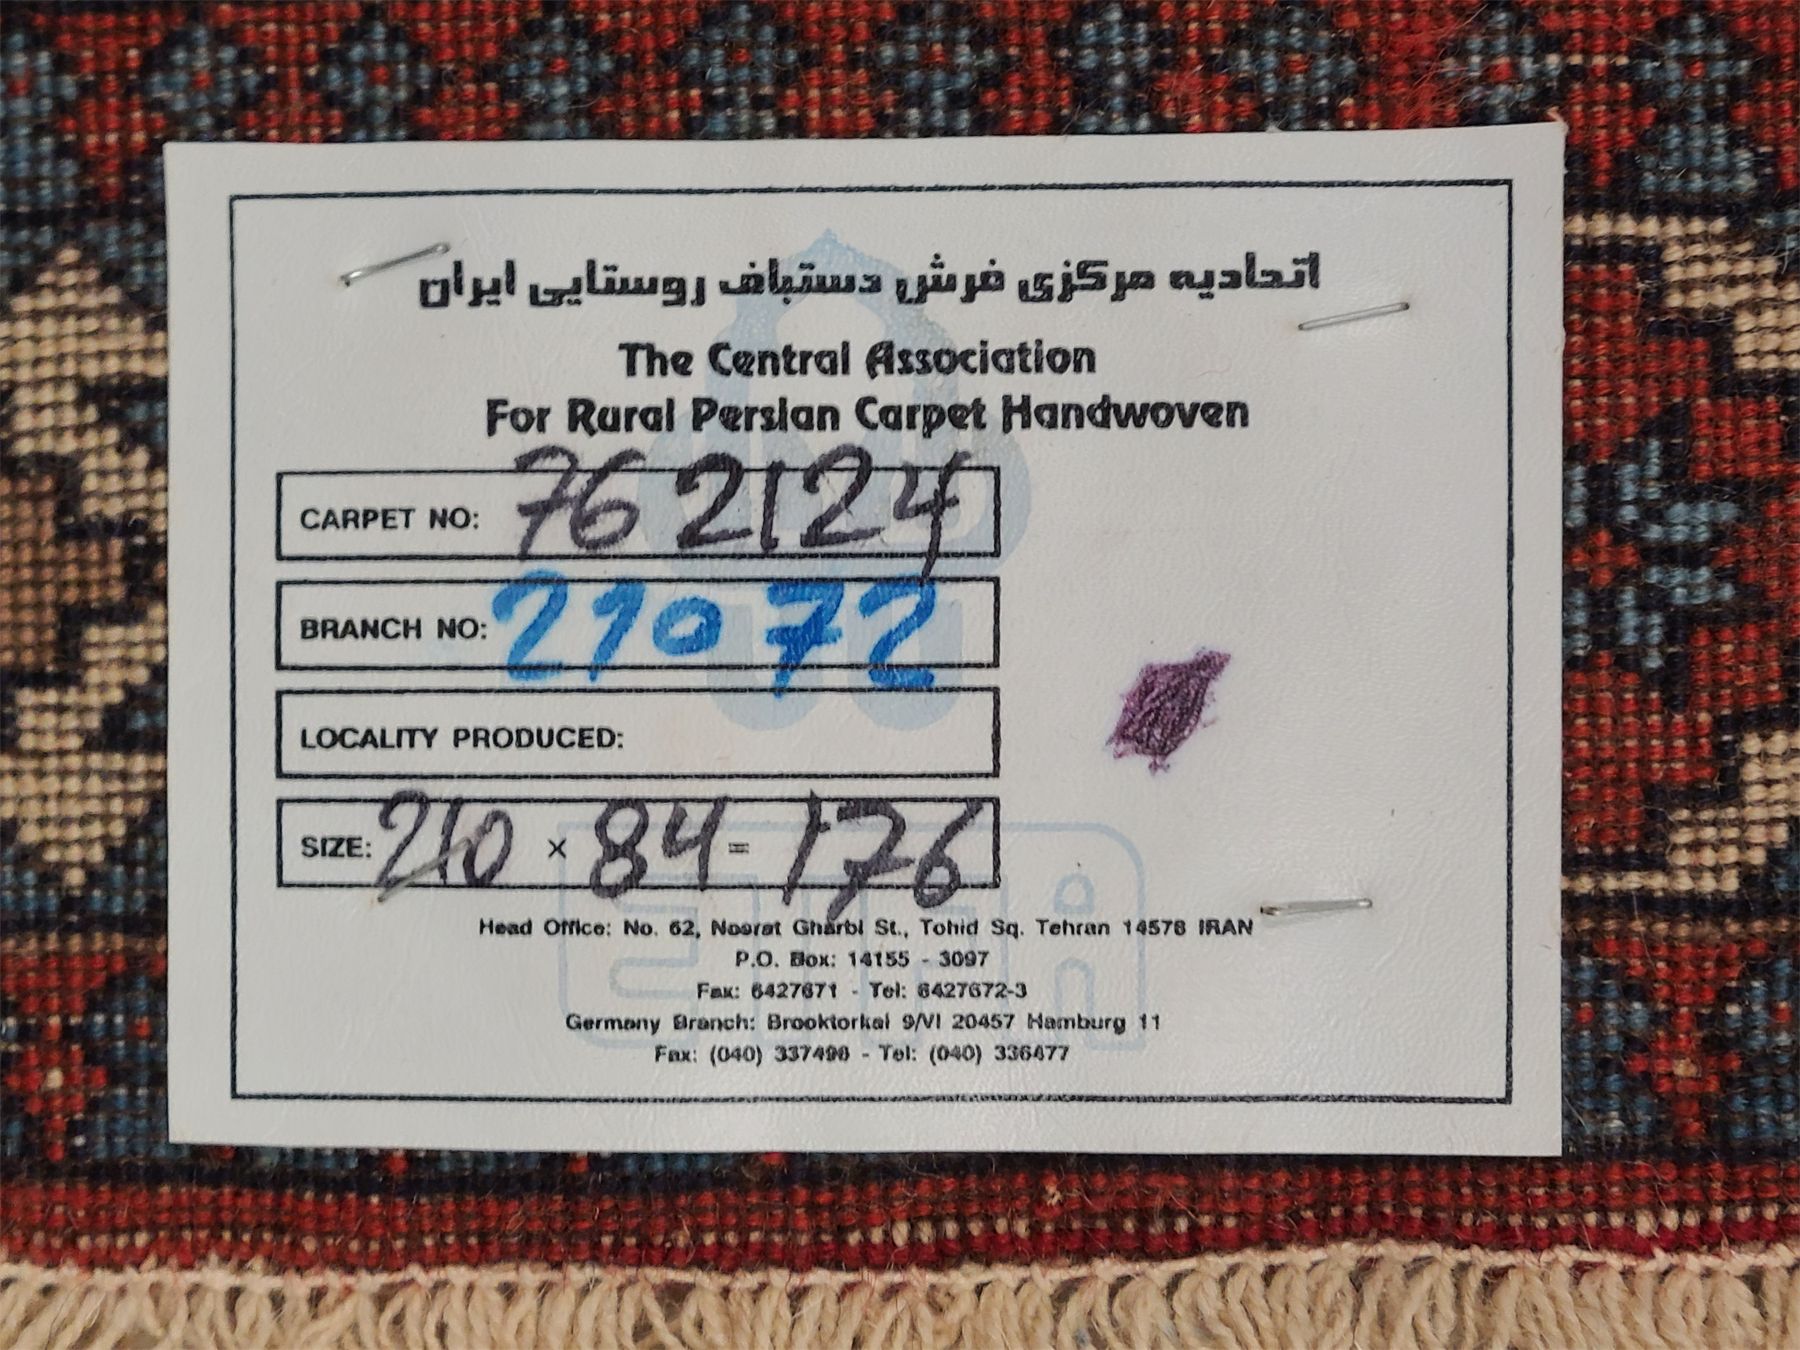 اتحادیه مرکزی فرش دستباف روستایی ایران
The Central Association
For Rural Persian Carpet Handwoven
CARPET NO: 762124
BRANCH NO: 21072
LOCALITY PRODUCED:
SIZE: 210 x 84 = 176
Head Office: No. 62, Nosrat Gharbi St., Tohid Sq. Tehran 14578 IRAN
P.O. Box: 14155 - 3097
Fax: 6427671 - Tel: 6427672-3
Germany Branch: Brooktorkai 9/VI 20457 Hamburg 11
Fax: (040) 337498 - Tel: (040) 336477